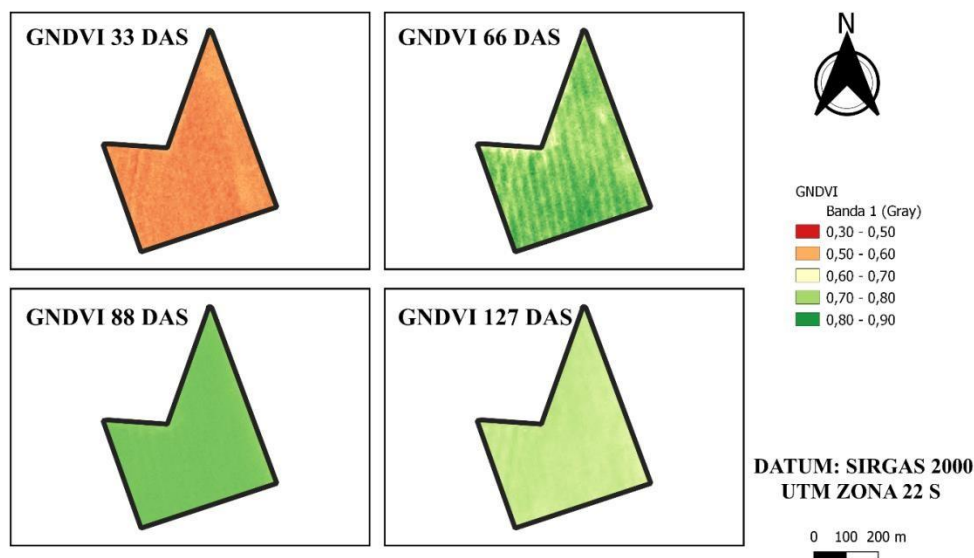 GNDVI 33 DAS
GNDVI 66 DAS
N
GNDVI
Banda 1 (Gray)
0,30 - 0,50
0,50 - 0,60
0,60 - 0,70
0,70 - 0,80
0,80 - 0,90
GNDVI 88 DAS
GNDVI 127 DAS
DATUM: SIRGAS 2000
UTM ZONA 22 S
0 100 200 m